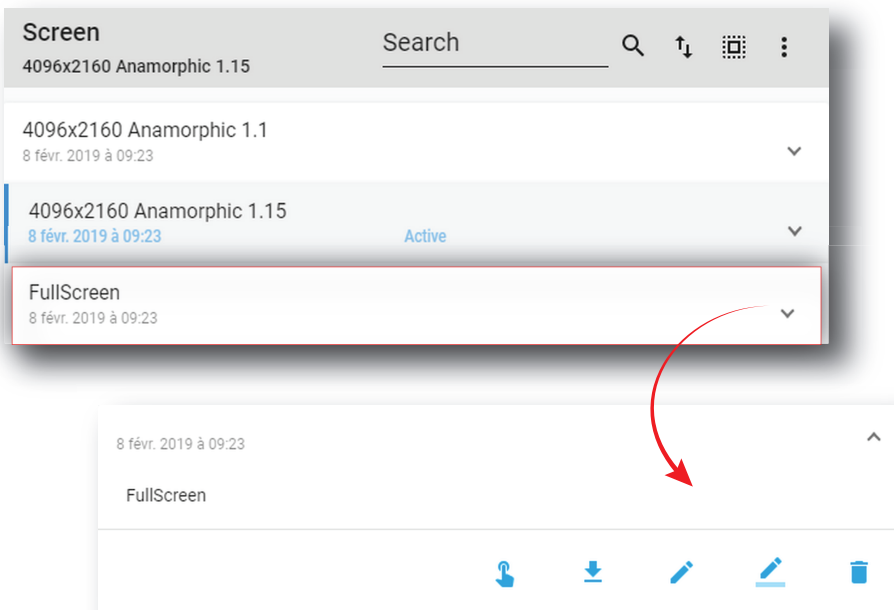 Screen
4096x2160 Anamorphic 1.15
Search
4096x2160 Anamorphic 1.1
8 févr. 2019 à 09:23
4096x2160 Anamorphic 1.15
8 févr. 2019 à 09:23
Active
FullScreen
8 févr. 2019 à 09:23
8 févr. 2019 à 09:23
FullScreen